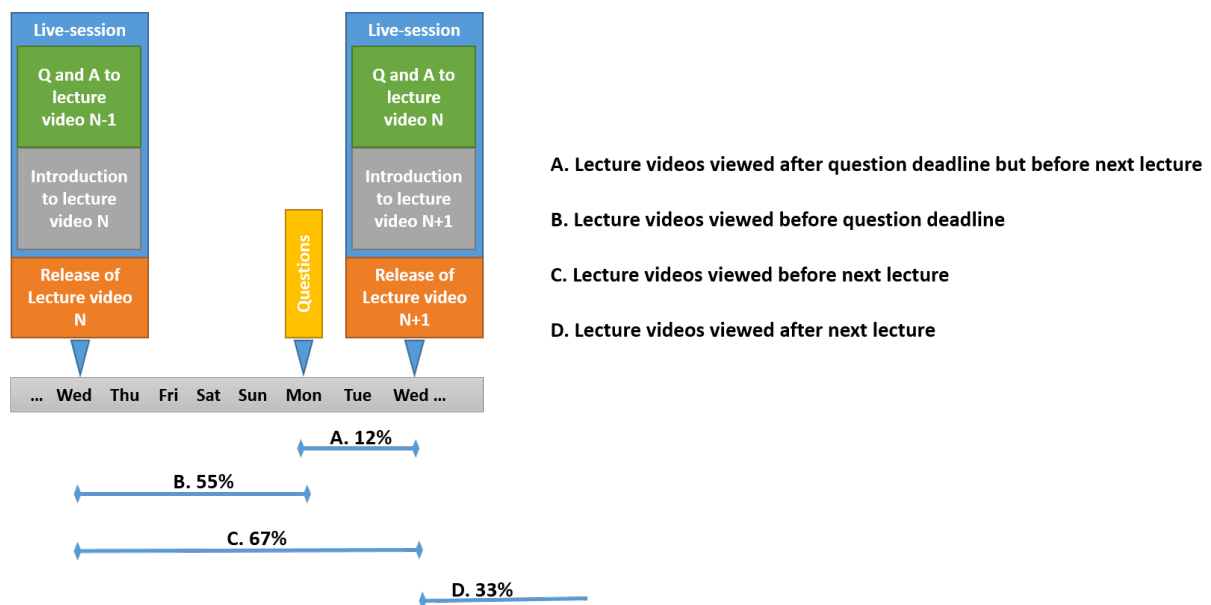 Live-session
Q and A to
lecture
video N-1
Introduction
to lecture
video N
Release of
Lecture video
N
Questions
Live-session
Q and A to
lecture
video N
Introduction
to lecture
video N+1
Release of
Lecture video
N+1
A. Lecture videos viewed after question deadline but before next lecture
B. Lecture videos viewed before question deadline
C. Lecture videos viewed before next lecture
D. Lecture videos viewed after next lecture
... Wed Thu Fri Sat Sun Mon Tue Wed ...
A. 12%
B. 55%
C. 67%
D. 33%